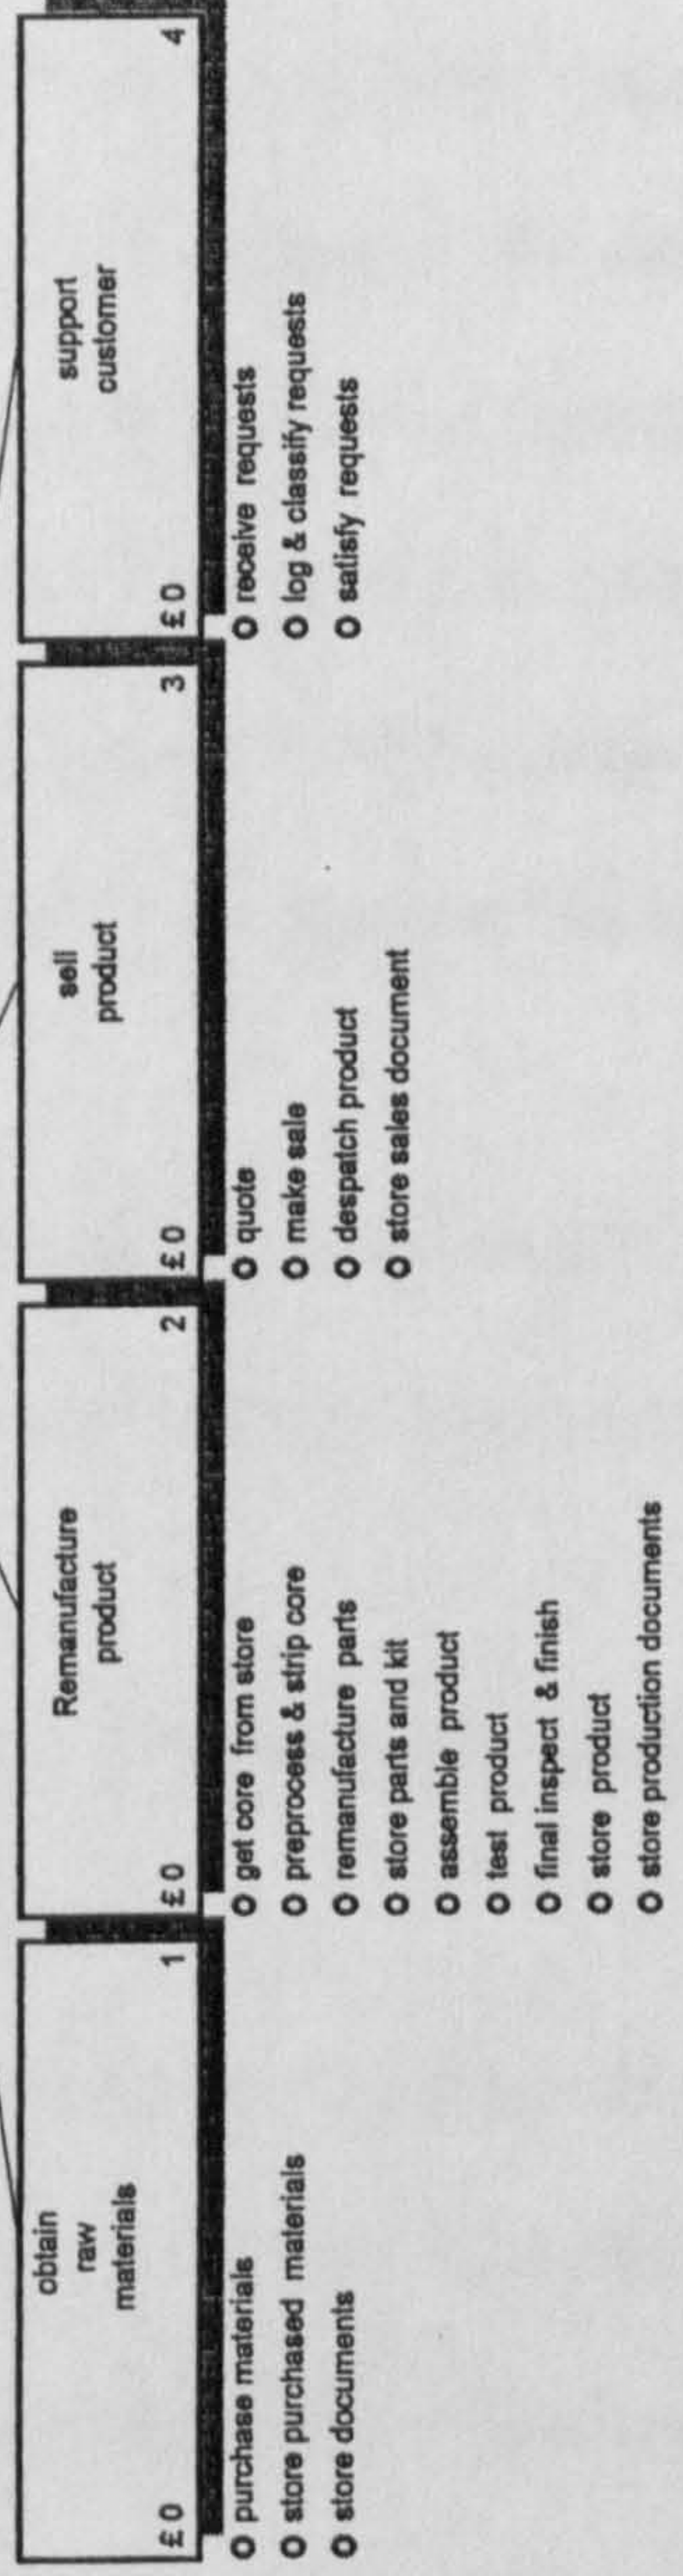 obtain
raw
materials
£0
1
purchase materials
store purchased materials
store documents
Remanufacture
product
£0
2
get core from store
preprocess & strip core
remanufacture parts
store parts and kit
assemble product
test product
final inspect & finish
store product
store production documents
sell
product
£0
3
quote
make sale
despatch product
store sales document
support
customer
£0
4
receive requests
log & classify requests
satisfy requests